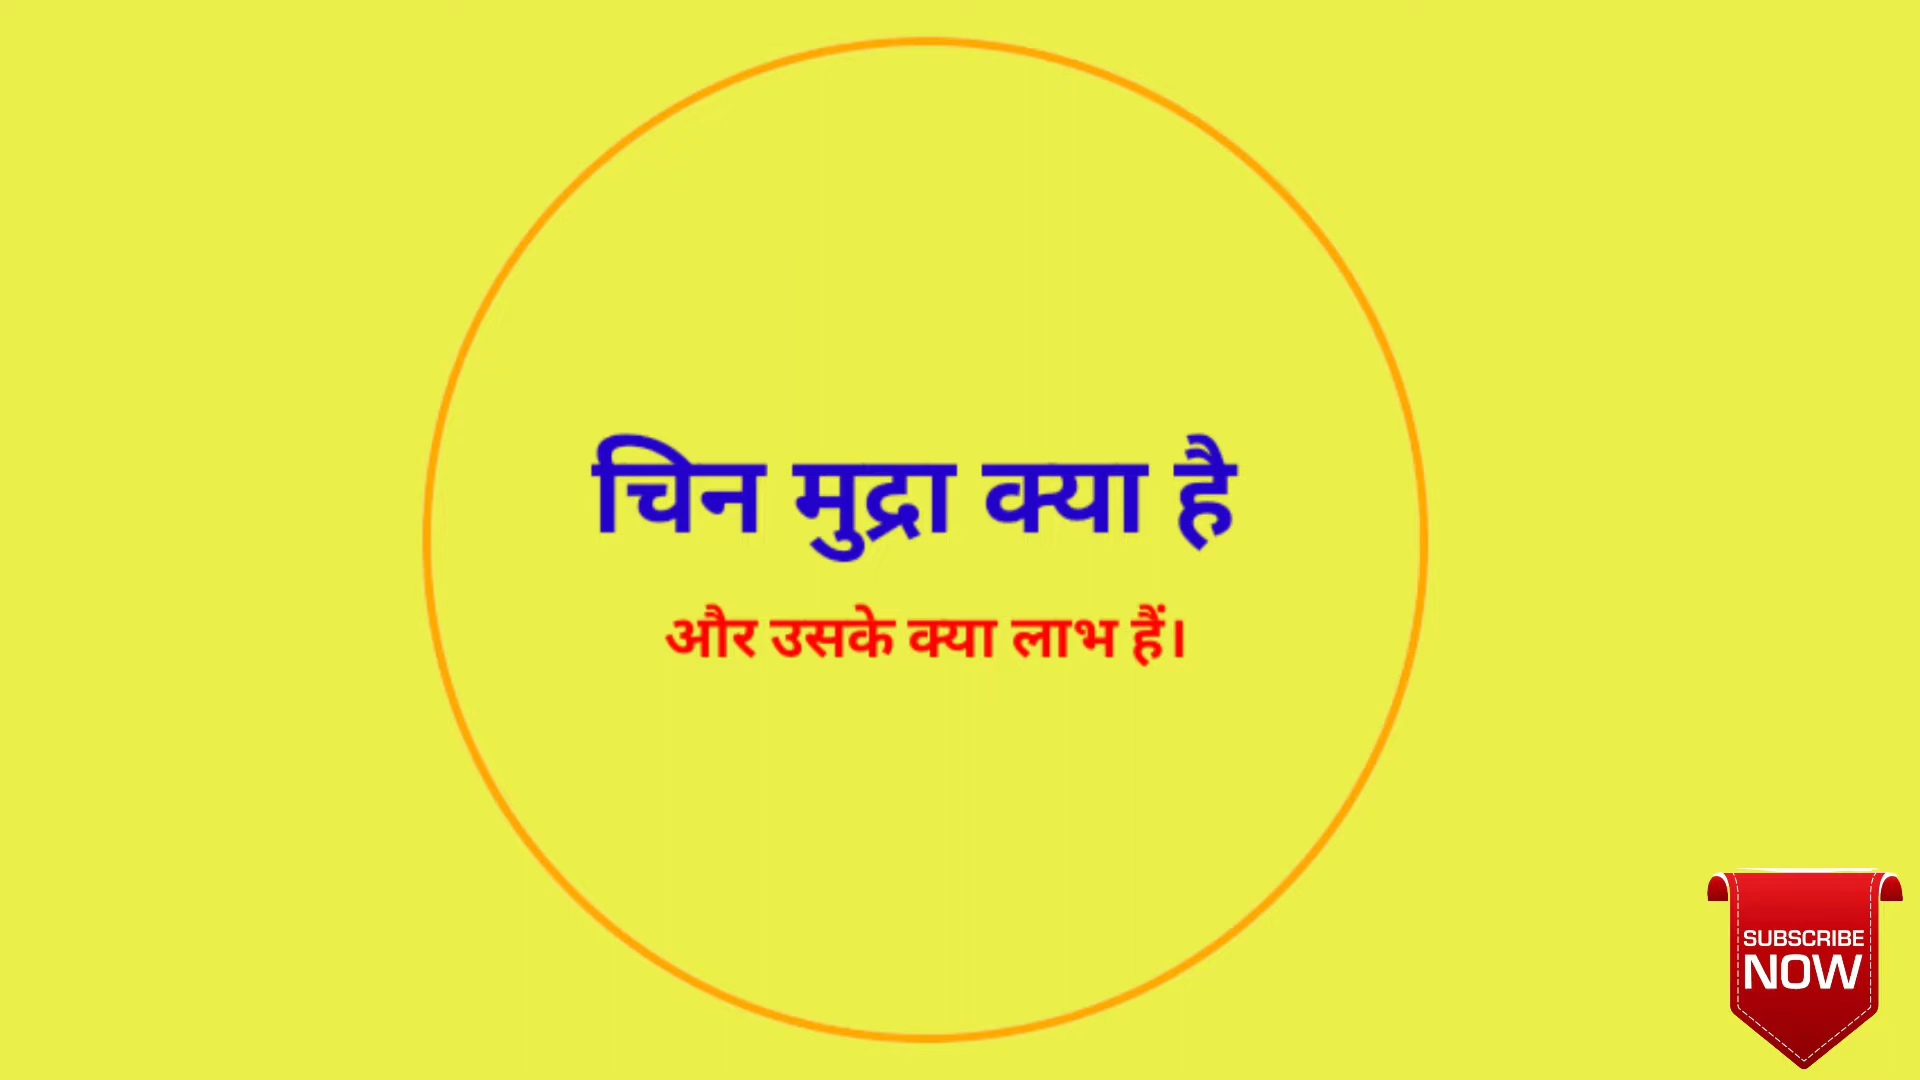 चिन मुद्रा क्या है
और उसके क्या लाभ हैं।
SUBSCRIBE
NOW